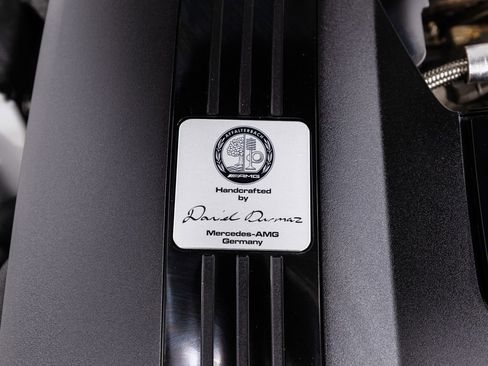 AFFALTERBACH
AMG
Handcrafted
by
Daniel Durmaz
Mercedes-AMG
Germany